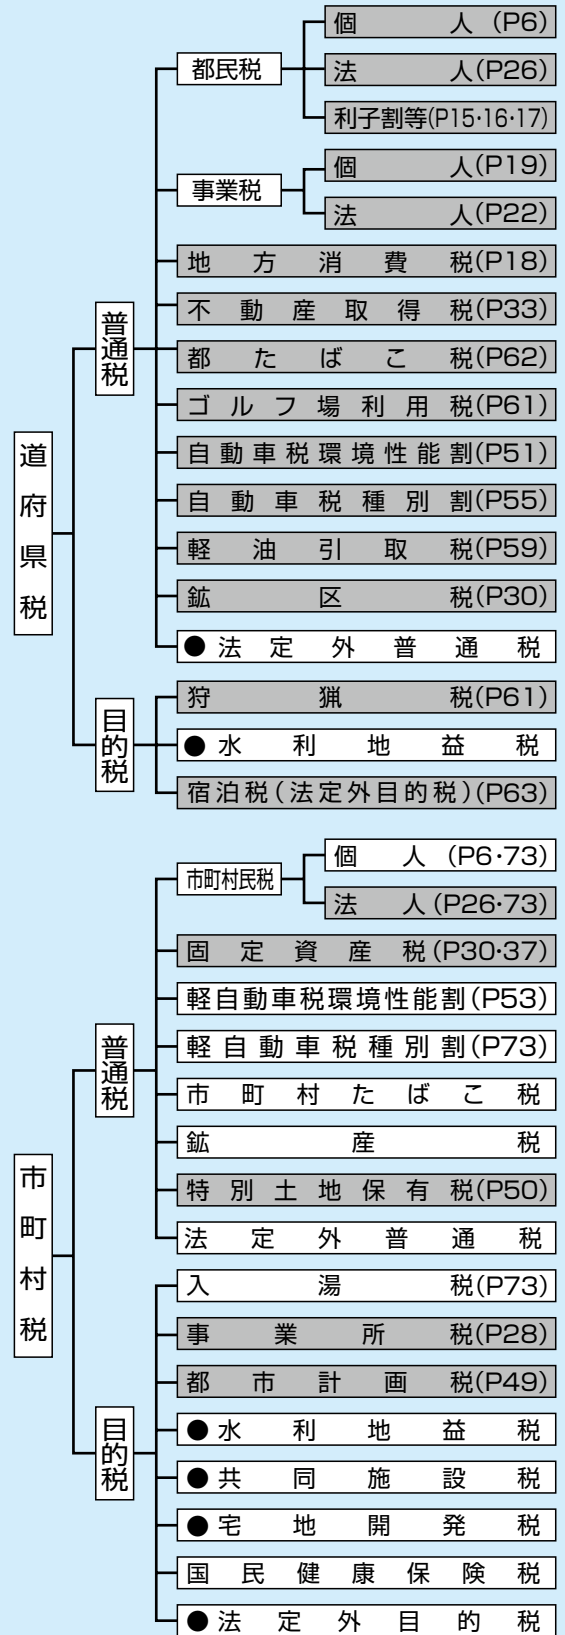 道府県税
普通税
都民税
個人(P6)
法人(P26)
利子割等(P15・16・17)
事業税
個人(P19)
法人(P22)
地方消費税(P18)
不動産取得税(P33)
都たばこ税(P62)
ゴルフ場利用税(P61)
自動車税環境性能割(P51)
自動車税種別割(P55)
軽油引取税(P59)
鉱区税(P30)
●法定外普通税
目的税
狩猟税(P61)
●水利地益税
宿泊税(法定外目的税)(P63)
市町村税
普通税
市町村民税
個人(P6・73)
法人(P26・73)
固定資産税(P30・37)
軽自動車税環境性能割(P53)
軽自動車税種別割(P73)
市町村たばこ税
鉱産税
特別土地保有税(P50)
法定外普通税
目的税
入湯税(P73)
事業所税(P28)
都市計画税(P49)
●水利地益税
●共同施設税
●宅地開発税
国民健康保険税
●法定外目的税